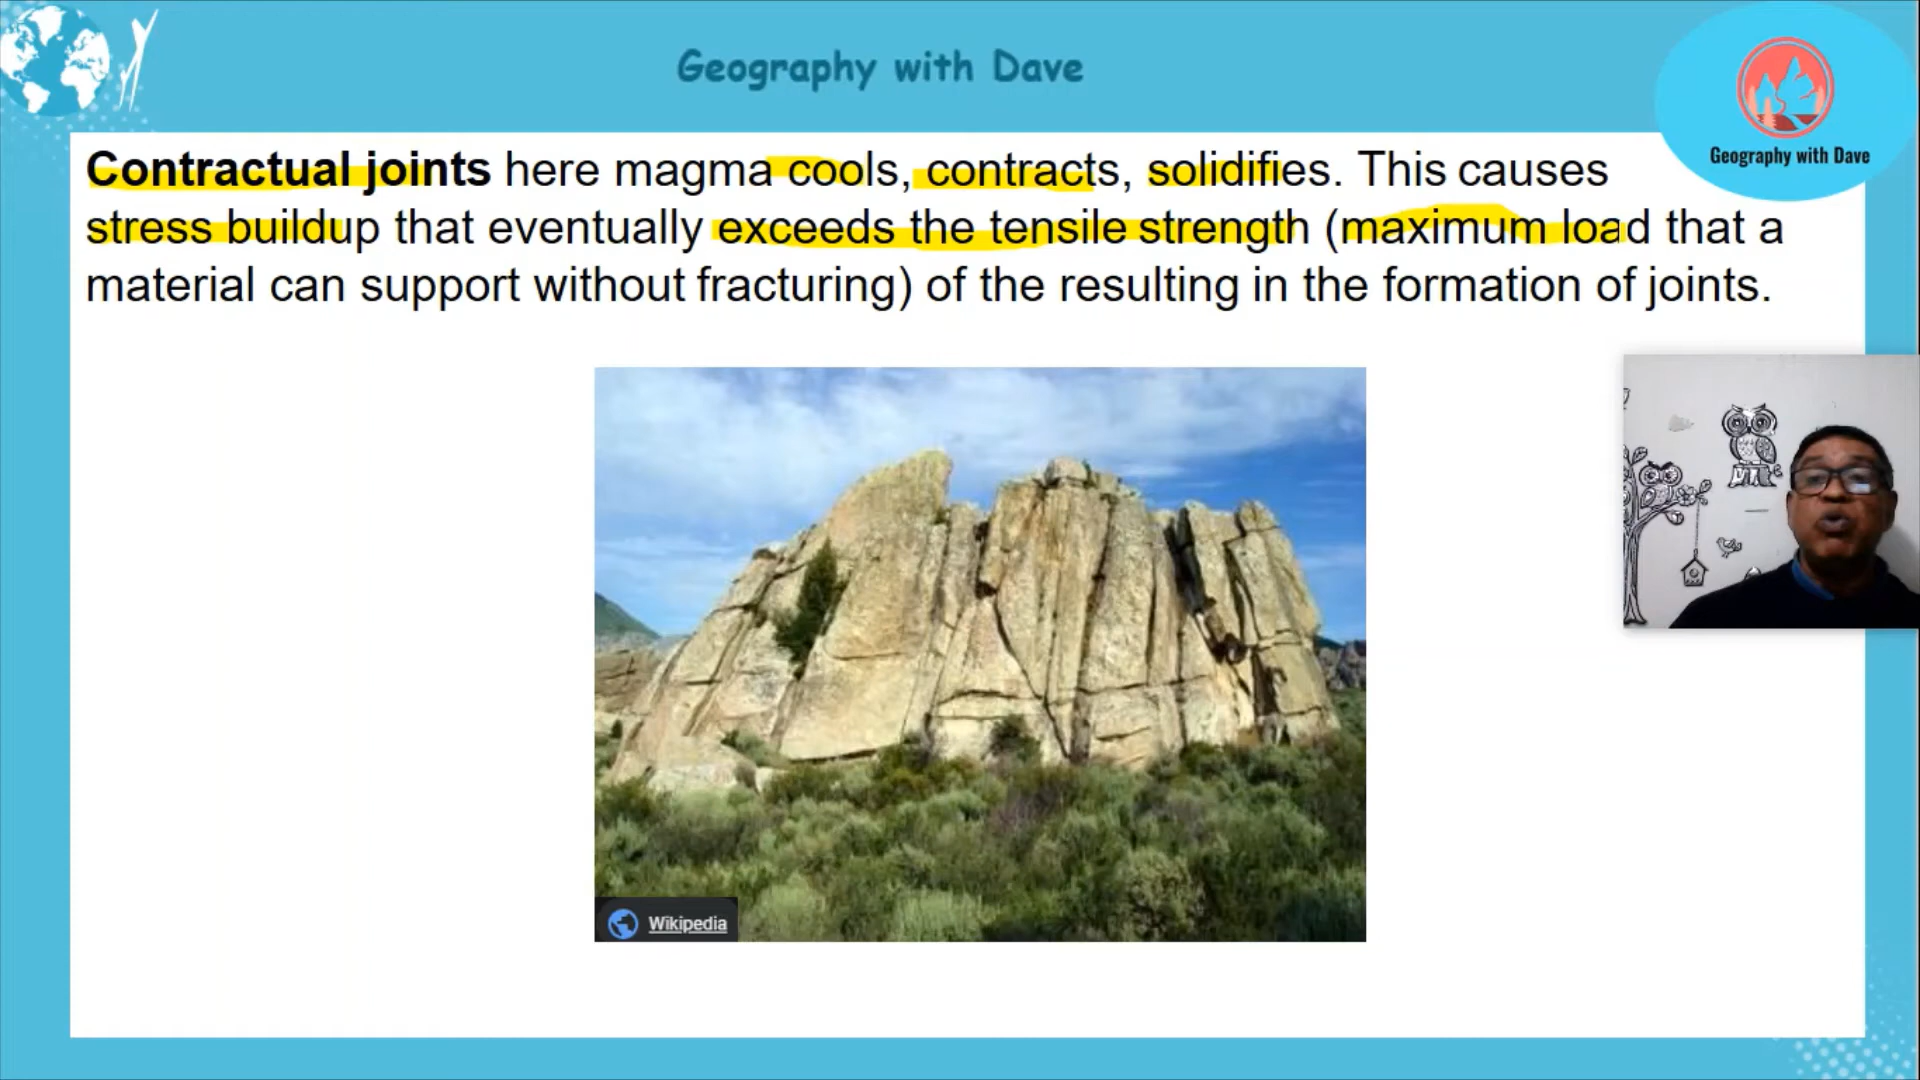 Geography with Dave
Geography with Dave
Contractual joints here magma cools, contracts, solidifies. This causes
stress buildup that eventually exceeds the tensile strength (maximum load that a
material can support without fracturing) of the resulting in the formation of joints.
Wikipedia